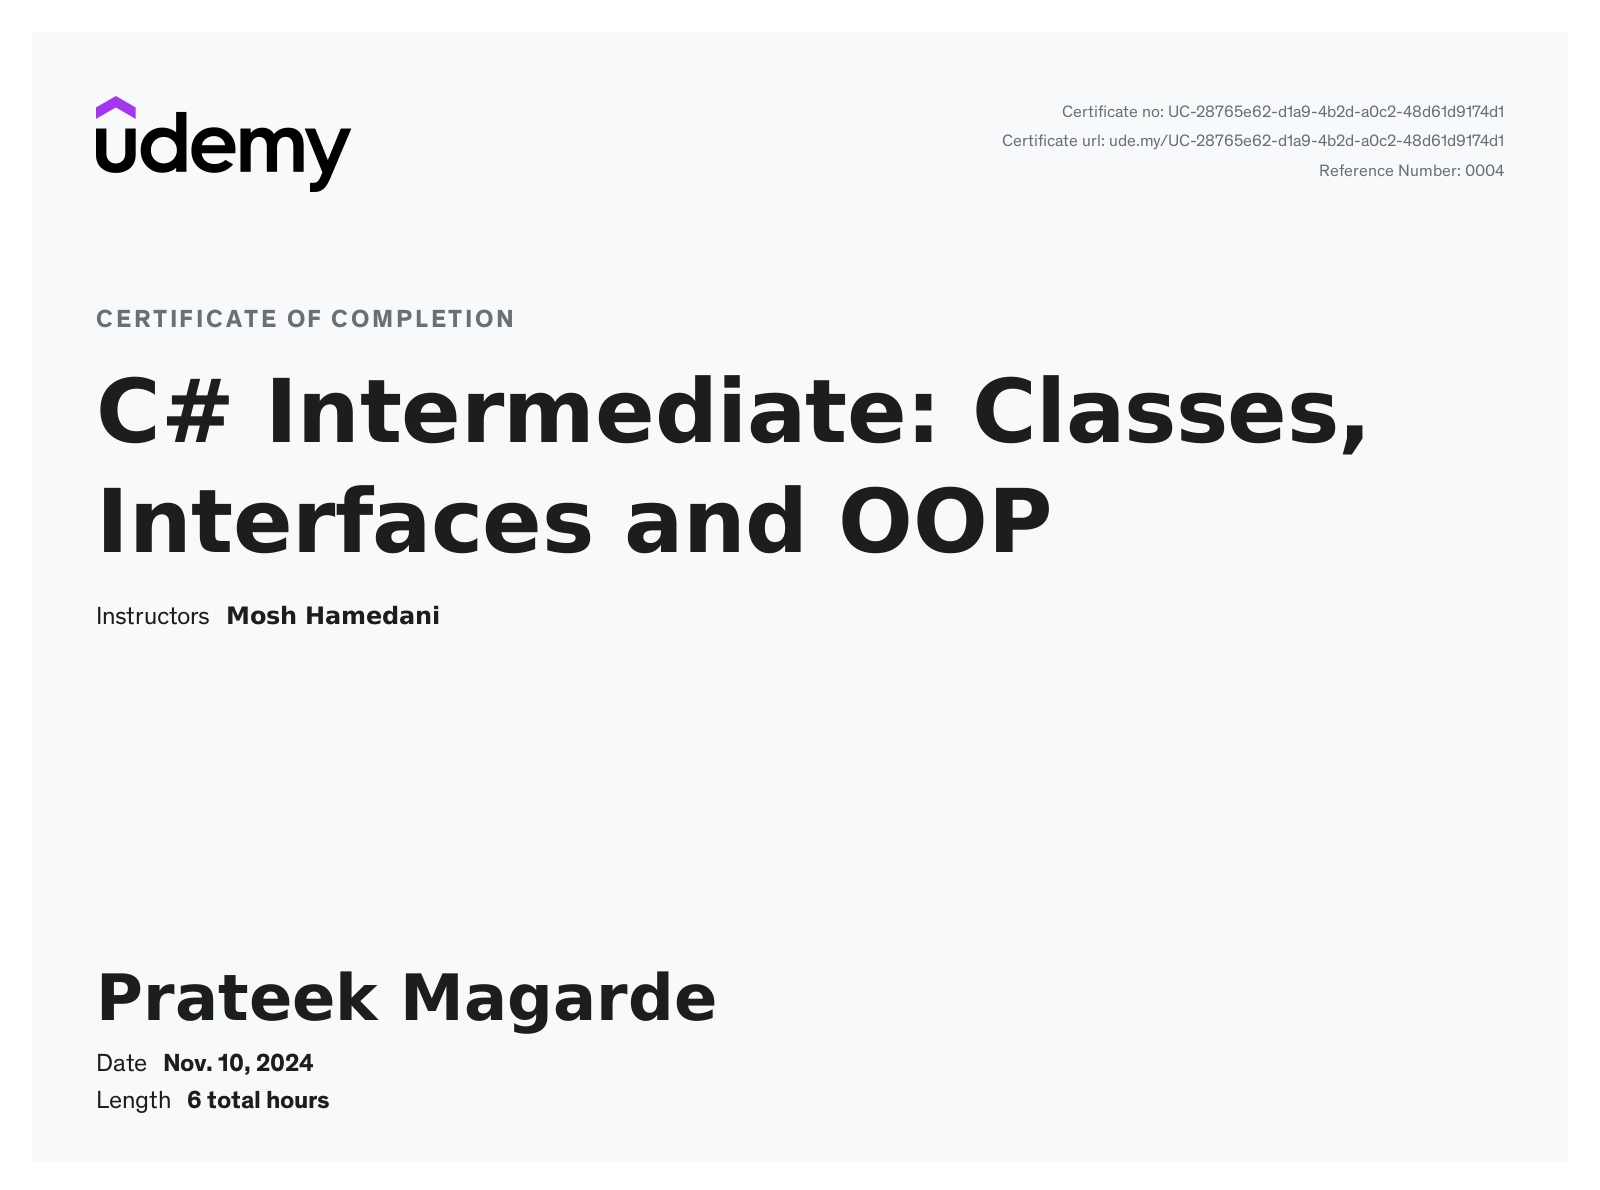 udemy
Certificate no: UC-28765e62-d1a9-4b2d-a0c2-48d61d9174d1
Certificate url: ude.my/UC-28765e62-d1a9-4b2d-a0c2-48d61d9174d1
Reference Number: 0004
CERTIFICATE OF COMPLETION
C# Intermediate: Classes,
Interfaces and OOP
Instructors Mosh Hamedani
Prateek Magarde
Date Nov. 10, 2024
Length 6 total hours